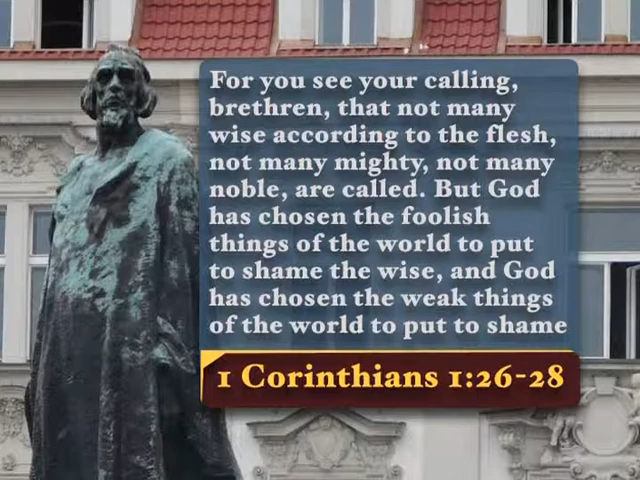 For you see your calling,
brethren, that not many
wise according to the flesh,
not many mighty, not many
noble, are called. But God
has chosen the foolish
things of the world to put
to shame the wise, and God
has chosen the weak things
of the world to put to shame
1 Corinthians 1:26-28